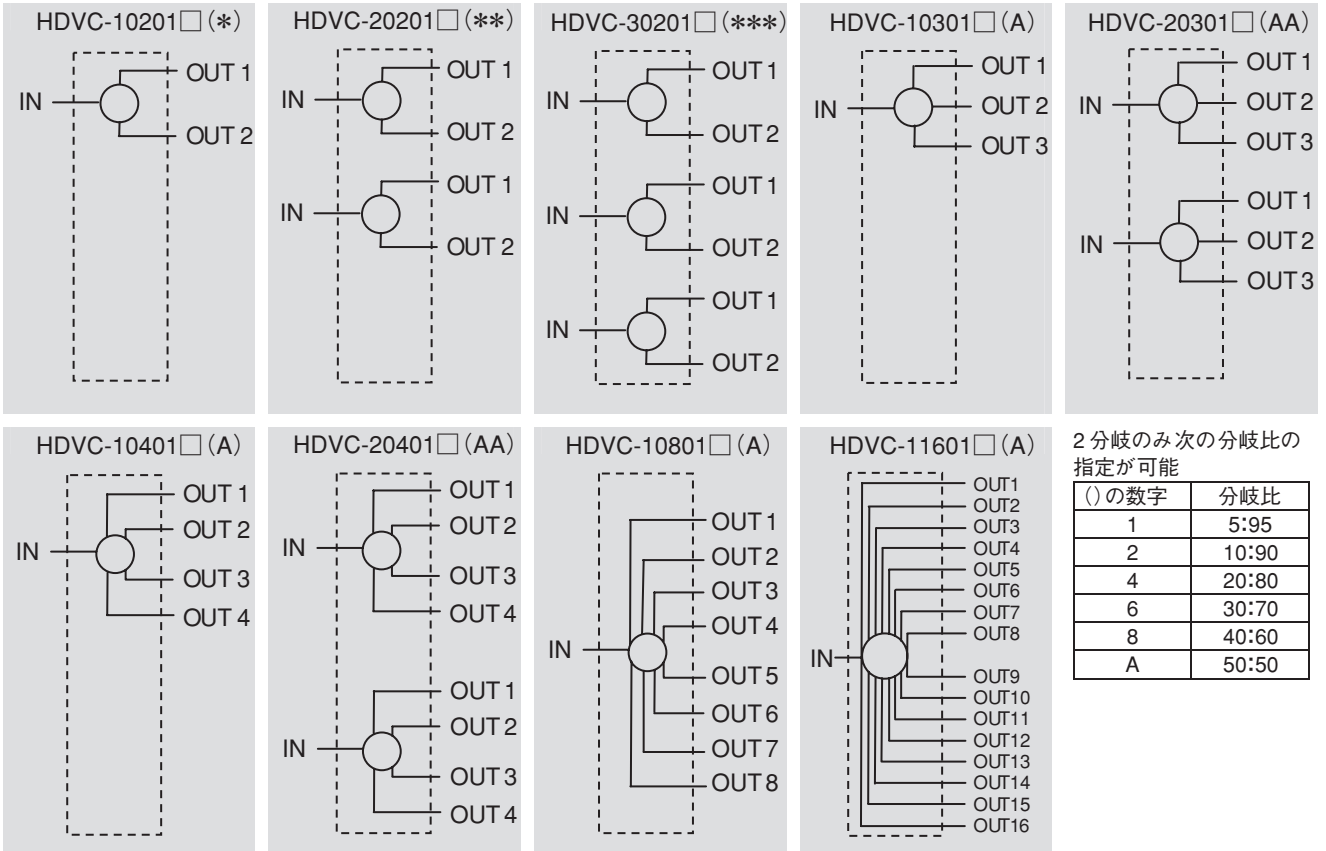 HDVC-10201□(*)
IN
OUT 1
OUT 2
HDVC-20201□(**)
IN
OUT 1
OUT 2
IN
OUT 1
OUT 2
HDVC-30201□(***)
IN
OUT 1
OUT 2
IN
OUT 1
OUT 2
IN
OUT 1
OUT 2
HDVC-10301□(A)
IN
OUT 1
OUT 2
OUT 3
HDVC-20301□(AA)
IN
OUT 1
OUT 2
OUT 3
IN
OUT 1
OUT 2
OUT 3
HDVC-10401□(A)
IN
OUT 1
OUT 2
OUT 3
OUT 4
HDVC-20401□(AA)
IN
OUT 1
OUT 2
OUT 3
OUT 4
IN
OUT 1
OUT 2
OUT 3
OUT 4
HDVC-10801□(A)
IN
OUT 1
OUT 2
OUT 3
OUT 4
OUT 5
OUT 6
OUT 7
OUT 8
HDVC-11601□(A)
IN
OUT1
OUT2
OUT3
OUT4
OUT5
OUT6
OUT7
OUT8
OUT9
OUT10
OUT11
OUT12
OUT13
OUT14
OUT15
OUT16
2分岐のみ次の分岐比の
指定が可能
()の数字 分岐比
1 5:95
2 10:90
4 20:80
6 30:70
8 40:60
A 50:50